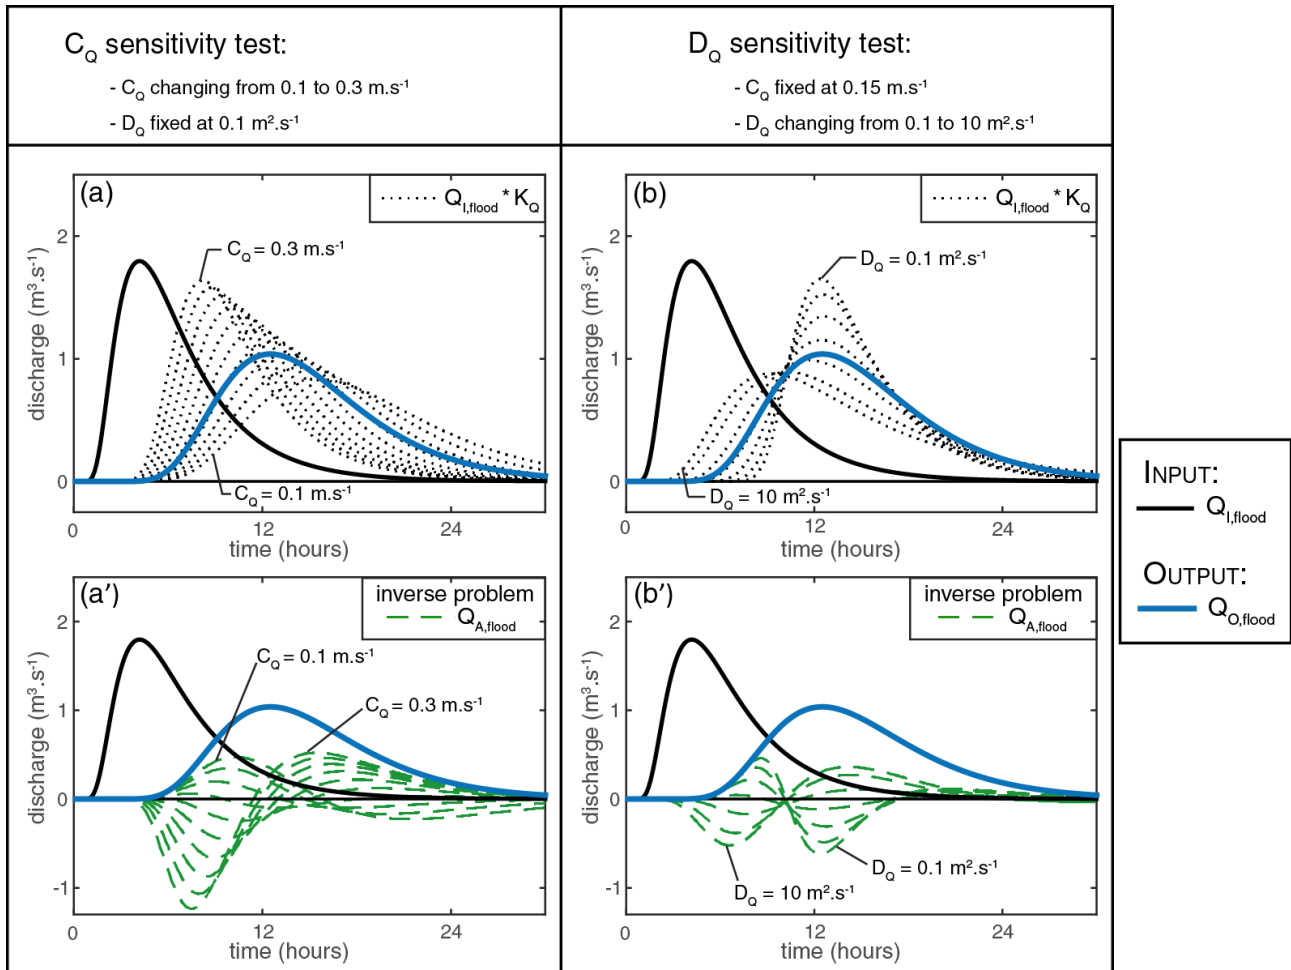 C_Q sensitivity test:
- C_Q changing from 0.1 to 0.3 m.s⁻¹
- D_Q fixed at 0.1 m².s⁻¹
D_Q sensitivity test:
- C_Q fixed at 0.15 m.s⁻¹
- D_Q changing from 0.1 to 10 m².s⁻¹
(a)
Q_I,flood * K_Q
C_Q = 0.3 m.s⁻¹
C_Q = 0.1 m.s⁻¹
2
1
0
discharge (m³.s⁻¹)
0 12 24
time (hours)
(b)
Q_I,flood * K_Q
D_Q = 0.1 m².s⁻¹
D_Q = 10 m².s⁻¹
2
1
0
discharge (m³.s⁻¹)
0 12 24
time (hours)
(a')
inverse problem
Q_A,flood
C_Q = 0.1 m.s⁻¹
C_Q = 0.3 m.s⁻¹
2
1
0
-1
discharge (m³.s⁻¹)
0 12 24
time (hours)
(b')
inverse problem
Q_A,flood
D_Q = 0.1 m².s⁻¹
D_Q = 10 m².s⁻¹
2
1
0
-1
discharge (m³.s⁻¹)
0 12 24
time (hours)
INPUT:
Q_I,flood
OUTPUT:
Q_O,flood